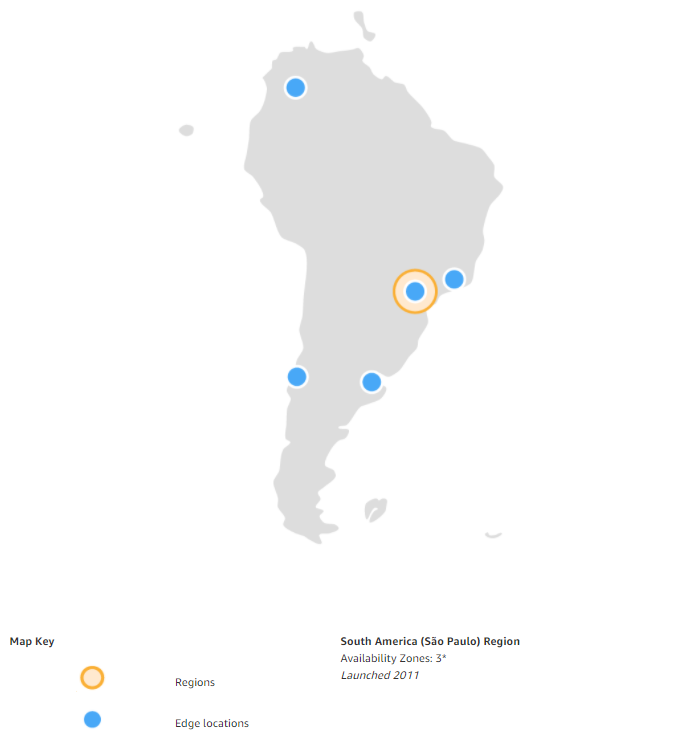 Map Key
Regions
Edge locations
South America (São Paulo) Region
Availability Zones: 3*
Launched 2011